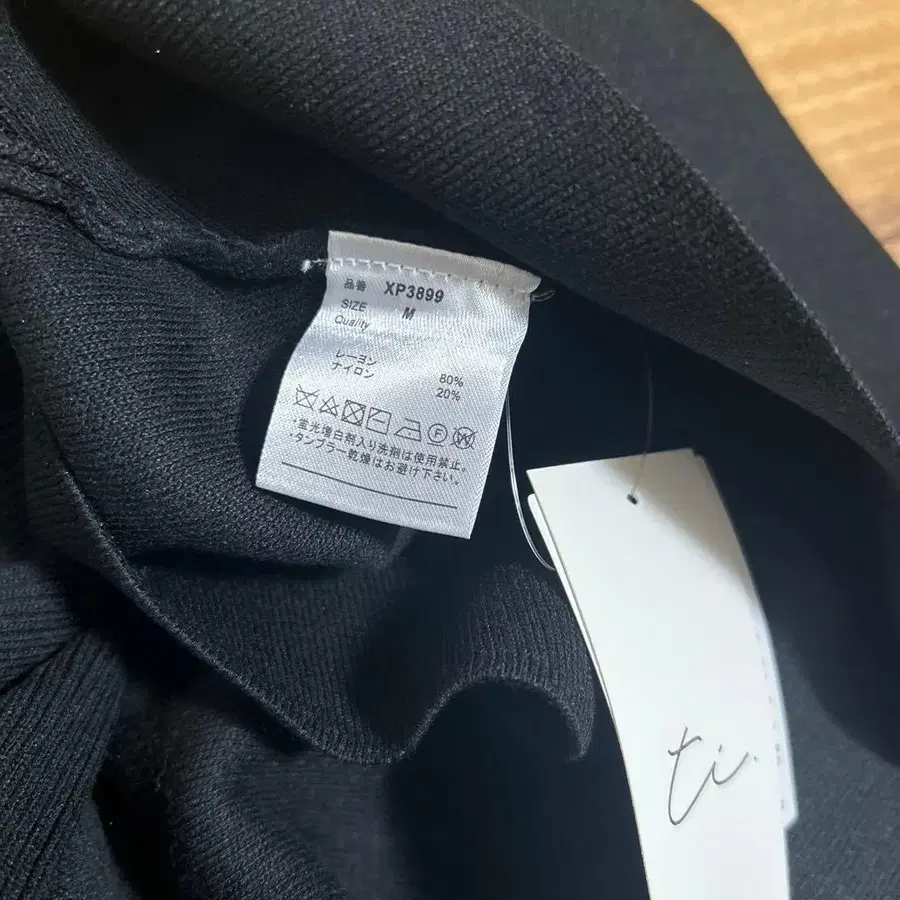 品番 XP3899
SIZE M
Quality
レーヨン 80%
ナイロン 20%
F W
・蛍光増白剤入り洗剤は使用禁止。
・タンブラー乾燥はお避け下さい。
ti.